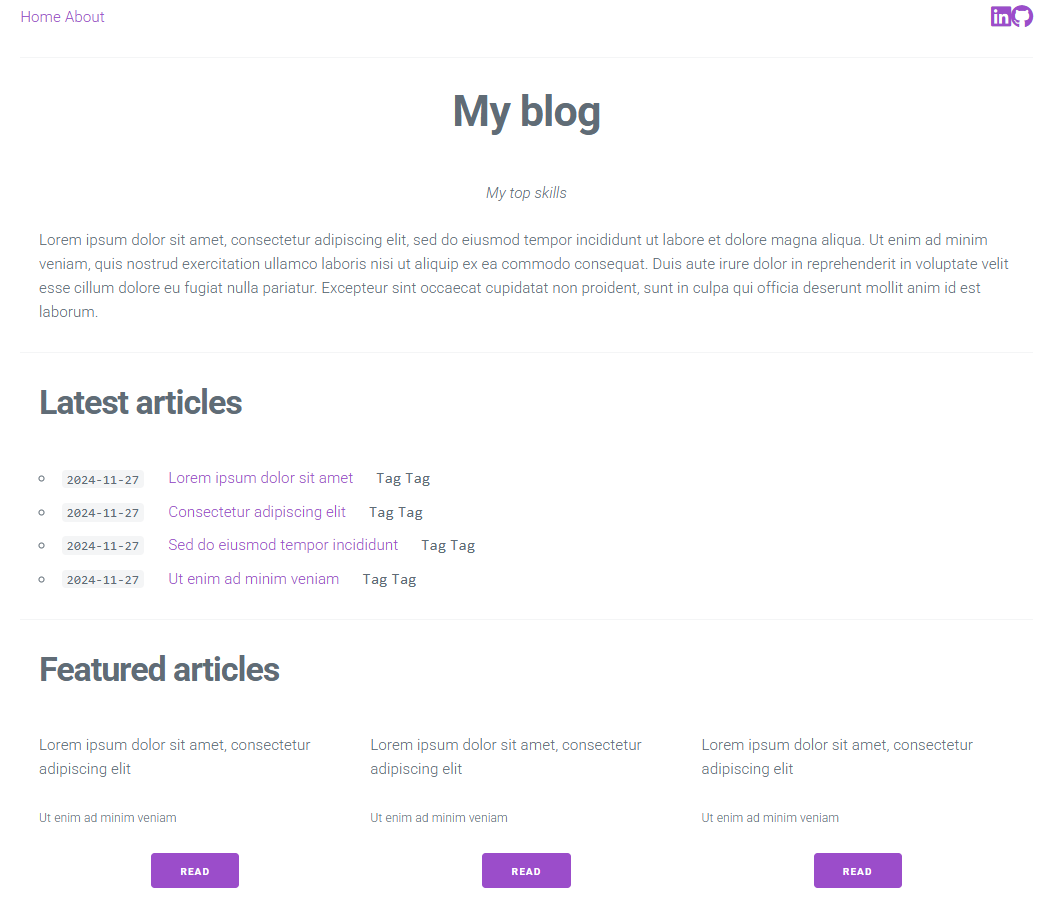 Home About
in
My blog
My top skills
Lorem ipsum dolor sit amet, consectetur adipiscing elit, sed do eiusmod tempor incididunt ut labore et dolore magna aliqua. Ut enim ad minim
veniam, quis nostrud exercitation ullamco laboris nisi ut aliquip ex ea commodo consequat. Duis aute irure dolor in reprehenderit in voluptate velit
esse cillum dolore eu fugiat nulla pariatur. Excepteur sint occaecat cupidatat non proident, sunt in culpa qui officia deserunt mollit anim id est
laborum.
Latest articles
2024-11-27 Lorem ipsum dolor sit amet Tag Tag
2024-11-27 Consectetur adipiscing elit Tag Tag
2024-11-27 Sed do eiusmod tempor incididunt Tag Tag
2024-11-27 Ut enim ad minim veniam Tag Tag
Featured articles
Lorem ipsum dolor sit amet, consectetur
adipiscing elit
Ut enim ad minim veniam
READ
Lorem ipsum dolor sit amet, consectetur
adipiscing elit
Ut enim ad minim veniam
READ
Lorem ipsum dolor sit amet, consectetur
adipiscing elit
Ut enim ad minim veniam
READ